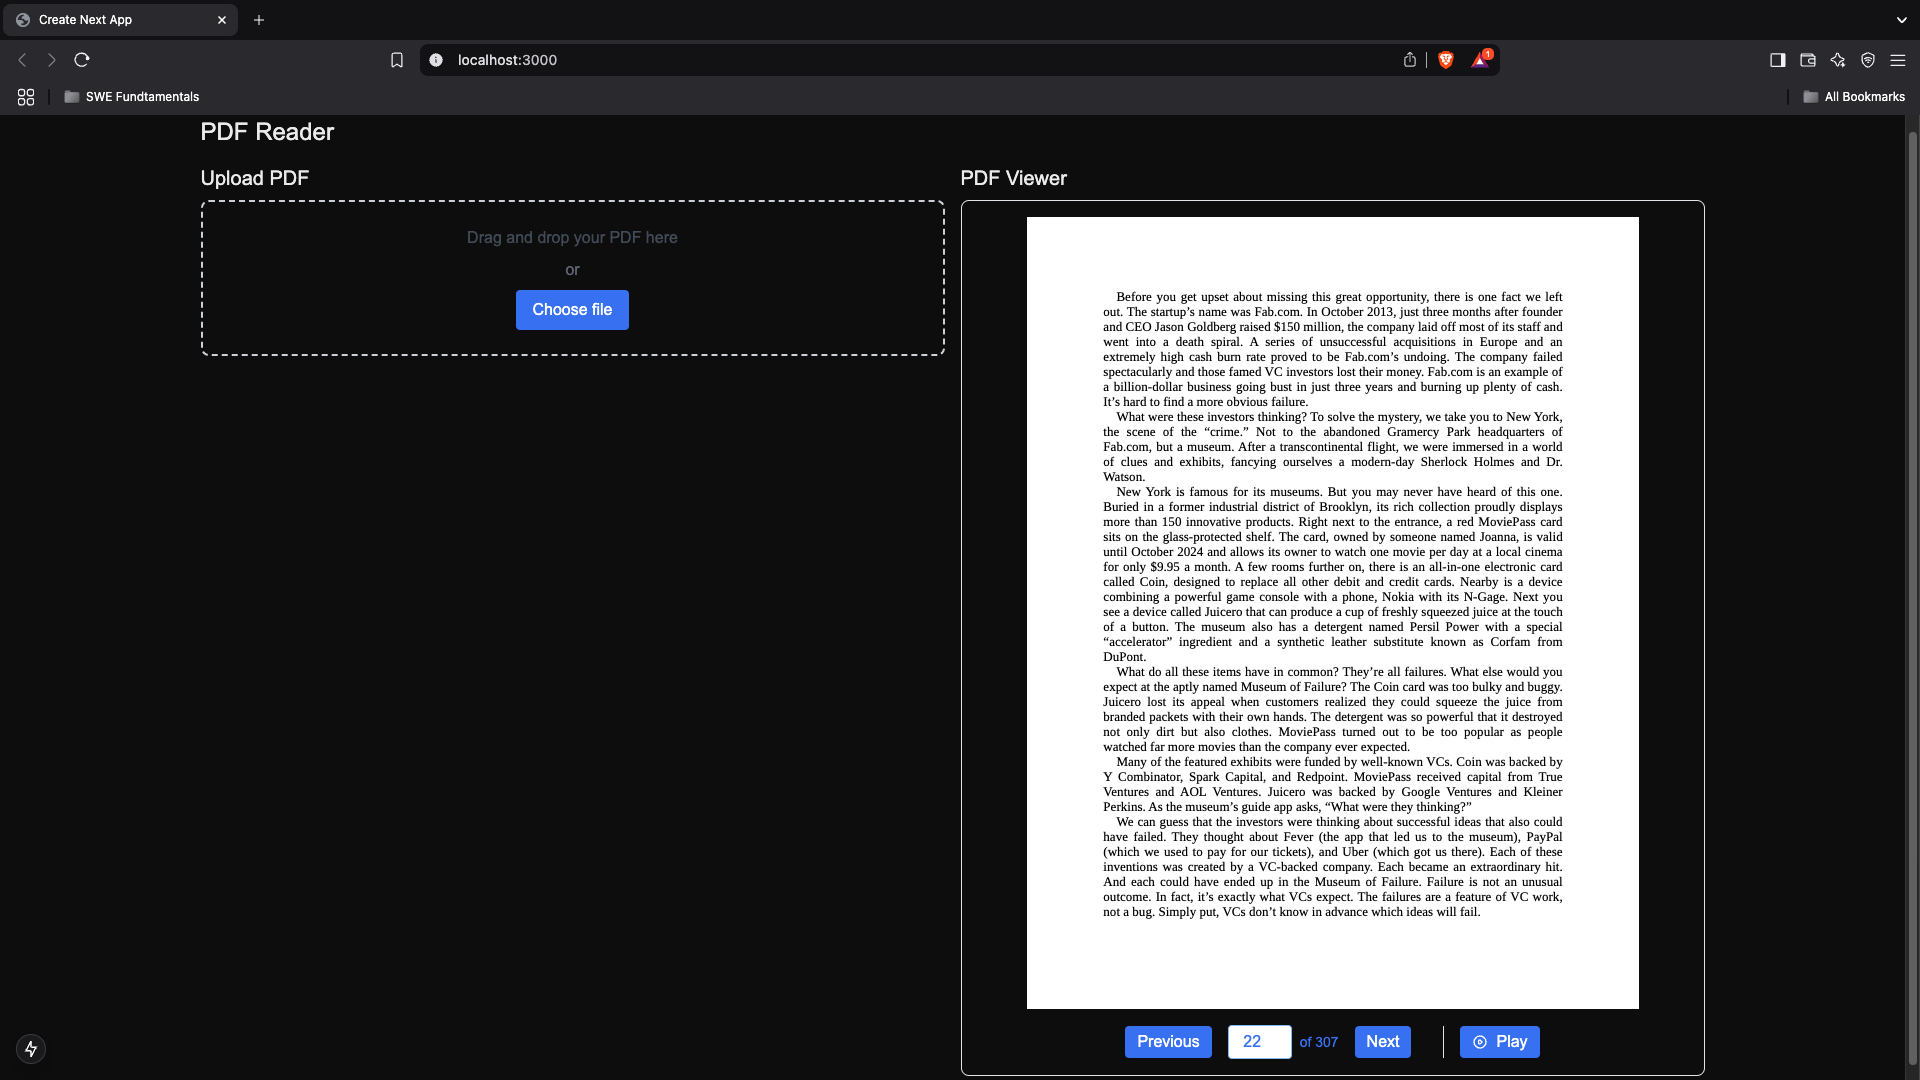 Create Next App
localhost:3000
1
SWE Fundtamentals
All Bookmarks
PDF Reader
Upload PDF
Drag and drop your PDF here
or
Choose file
PDF Viewer
Before you get upset about missing this great opportunity, there is one fact we left
out. The startup’s name was Fab.com. In October 2013, just three months after founder
and CEO Jason Goldberg raised $150 million, the company laid off most of its staff and
went into a death spiral. A series of unsuccessful acquisitions in Europe and an
extremely high cash burn rate proved to be Fab.com’s undoing. The company failed
spectacularly and those famed VC investors lost their money. Fab.com is an example of
a billion-dollar business going bust in just three years and burning up plenty of cash.
It’s hard to find a more obvious failure.
What were these investors thinking? To solve the mystery, we take you to New York,
the scene of the “crime.” Not to the abandoned Gramercy Park headquarters of
Fab.com, but a museum. After a transcontinental flight, we were immersed in a world
of clues and exhibits, fancying ourselves a modern-day Sherlock Holmes and Dr.
Watson.
New York is famous for its museums. But you may never have heard of this one.
Buried in a former industrial district of Brooklyn, its rich collection proudly displays
more than 150 innovative products. Right next to the entrance, a red MoviePass card
sits on the glass-protected shelf. The card, owned by someone named Joanna, is valid
until October 2024 and allows its owner to watch one movie per day at a local cinema
for only $9.95 a month. A few rooms further on, there is an all-in-one electronic card
called Coin, designed to replace all other debit and credit cards. Nearby is a device
combining a powerful game console with a phone, Nokia with its N-Gage. Next you
see a device called Juicero that can produce a cup of freshly squeezed juice at the touch
of a button. The museum also has a detergent named Persil Power with a special
“accelerator” ingredient and a synthetic leather substitute known as Corfam from
DuPont.
What do all these items have in common? They’re all failures. What else would you
expect at the aptly named Museum of Failure? The Coin card was too bulky and buggy.
Juicero lost its appeal when customers realized they could squeeze the juice from
branded packets with their own hands. The detergent was so powerful that it destroyed
not only dirt but also clothes. MoviePass turned out to be too popular as people
watched far more movies than the company ever expected.
Many of the featured exhibits were funded by well-known VCs. Coin was backed by
Y Combinator, Spark Capital, and Redpoint. MoviePass received capital from True
Ventures and AOL Ventures. Juicero was backed by Google Ventures and Kleiner
Perkins. As the museum’s guide app asks, “What were they thinking?”
We can guess that the investors were thinking about successful ideas that also could
have failed. They thought about Fever (the app that led us to the museum), PayPal
(which we used to pay for our tickets), and Uber (which got us there). Each of these
inventions was created by a VC-backed company. Each became an extraordinary hit.
And each could have ended up in the Museum of Failure. Failure is not an unusual
outcome. In fact, it’s exactly what VCs expect. The failures are a feature of VC work,
not a bug. Simply put, VCs don’t know in advance which ideas will fail.
Previous 22 of 307 Next Play